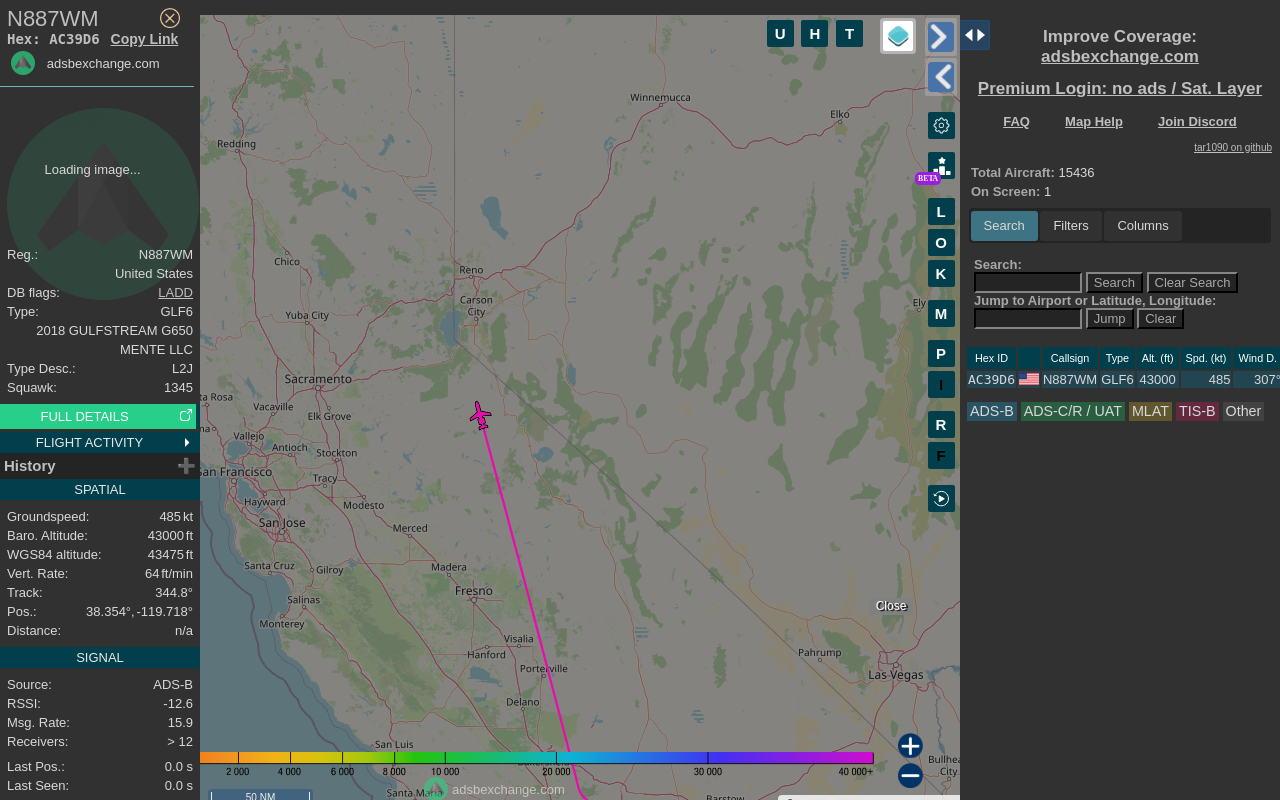 N887WM
Hex: AC39D6 Copy Link
adsbexchange.com
Loading image...
Reg.: N887WM
United States
DB flags: LADD
Type: GLF6
2018 GULFSTREAM G650
MENTE LLC
Type Desc.: L2J
Squawk: 1345
FULL DETAILS
FLIGHT ACTIVITY
History
SPATIAL
Groundspeed: 485 kt
Baro. Altitude: 43000 ft
WGS84 altitude: 43475 ft
Vert. Rate: 64 ft/min
Track: 344.8°
Pos.: 38.354°, -119.718°
Distance: n/a
SIGNAL
Source: ADS-B
RSSI: -12.6
Msg. Rate: 15.9
Receivers: > 12
Last Pos.: 0.0 s
Last Seen: 0.0 s
U H T
Winnemucca
Elko
Redding
BETA
L
O
K
M
P
I
R
F
Chico
Reno
Carson
City
Ely
Yuba City
Sacramento
ta Rosa
Vacaville
Elk Grove
na
Vallejo
Antioch
Stockton
San Francisco
Tracy
Hayward
Modesto
San Jose
Merced
Santa Cruz
Gilroy
Madera
Salinas
Fresno
Monterey
Close
Visalia
Hanford
Porterville
Pahrump
Las Vegas
Delano
San Luis
Bullhea
City
2 000 4 000 6 000 8 000 10 000 20 000 30 000 40 000+
Santa Maria
adsbexchange.com
50 NM
Barstow
Improve Coverage:
adsbexchange.com
Premium Login: no ads / Sat. Layer
FAQ Map Help Join Discord
tar1090 on github
Total Aircraft: 15436
On Screen: 1
Search Filters Columns
Search:
Search Clear Search
Jump to Airport or Latitude, Longitude:
Jump Clear
Hex ID Callsign Type Alt. (ft) Spd. (kt) Wind D.
AC39D6 N887WM GLF6 43000 485 307°
ADS-B ADS-C/R / UAT MLAT TIS-B Other